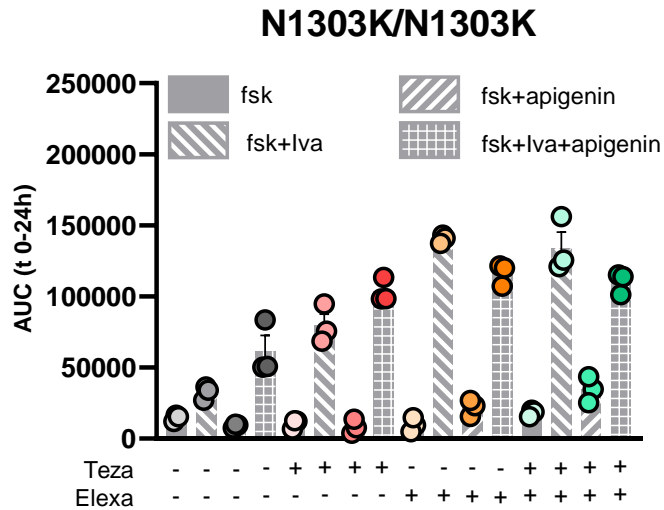 N1303K/N1303K
250000
200000
150000
100000
50000
0
AUC (t 0-24h)
fsk
fsk+apigenin
fsk+Iva
fsk+Iva+apigenin
Teza - - - - + + + + - - - - + + + +
Elexa - - - - - - - - + + + + + + + +